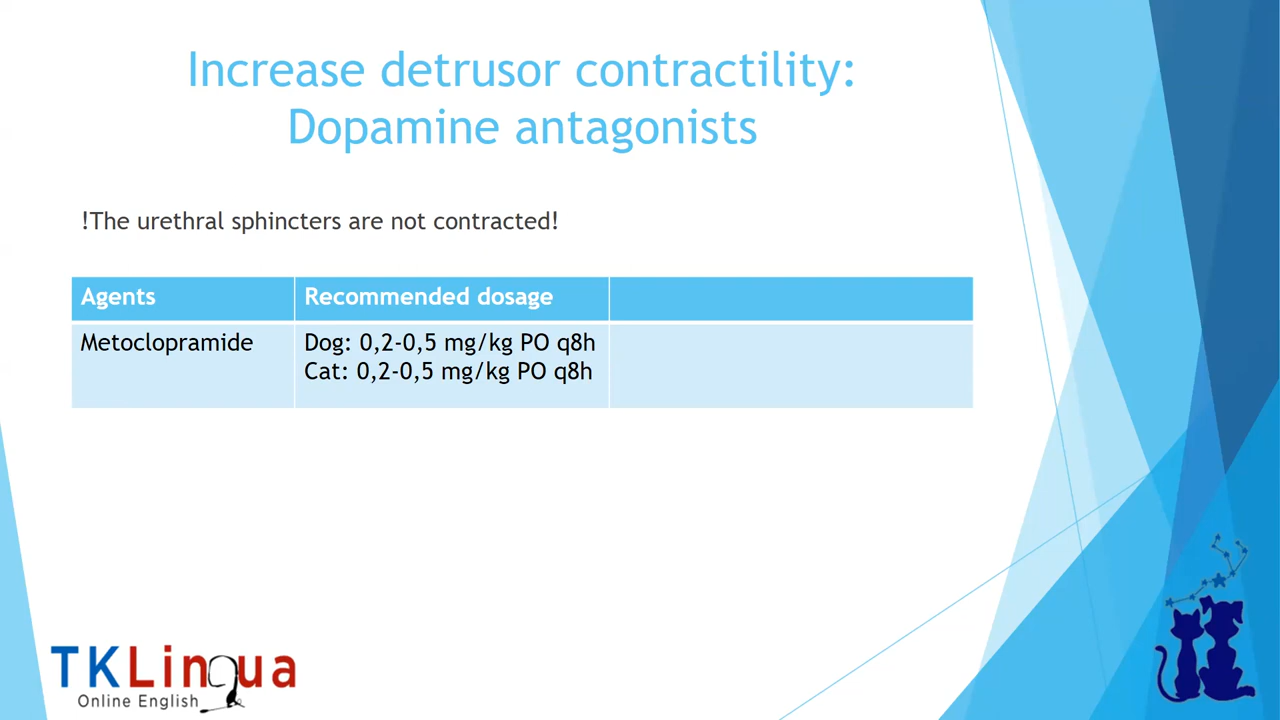 Increase detrusor contractility:
Dopamine antagonists
!The urethral sphincters are not contracted!
Agents Recommended dosage
Metoclopramide Dog: 0,2-0,5 mg/kg PO q8h
Cat: 0,2-0,5 mg/kg PO q8h
TKLingua
Online English